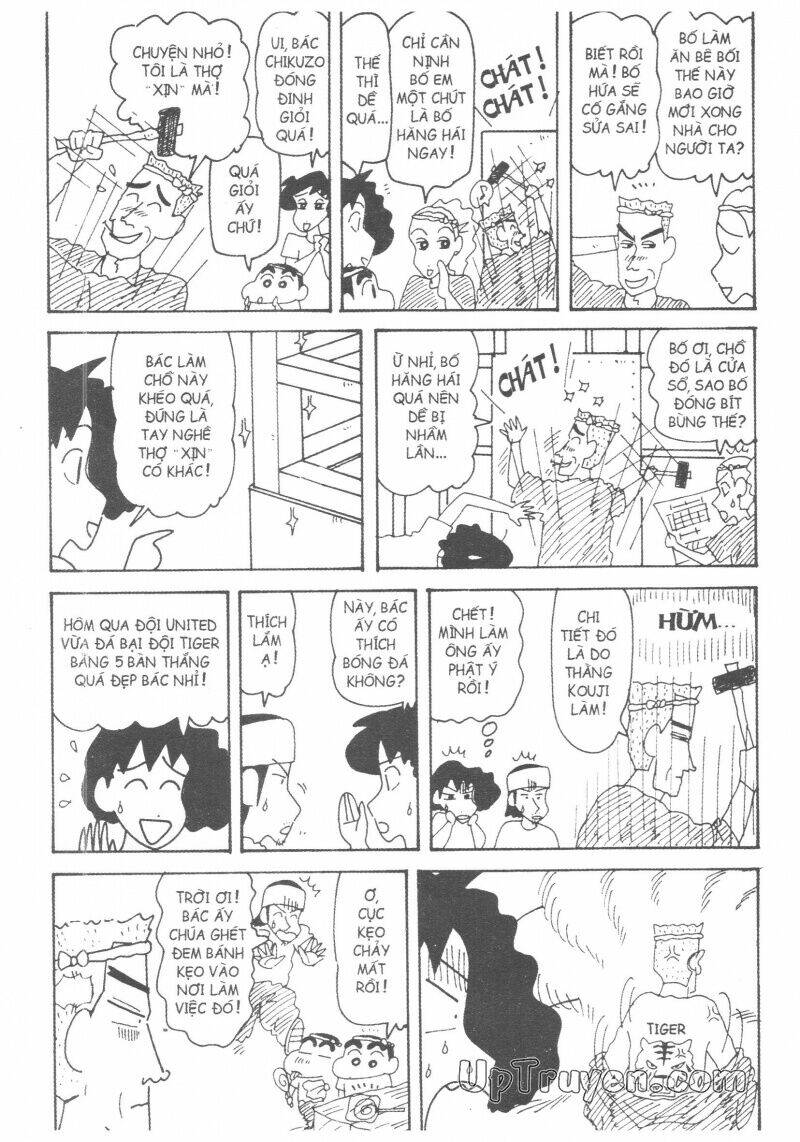 BỐ LÀM
ĂN BÊ BỐI
THẾ NÀY
BAO GIỜ
MỚI XONG
NHÀ CHO
NGƯỜI TA?
BIẾT RỒI
MÀ! BỐ
HỨA SẼ
CỐ GẮNG
SỬA SAI!
CHÁT!
CHÁT!
CHỈ CẦN
NỊNH
BỐ EM
MỘT CHÚT
LÀ BỐ
HĂNG HÁI
NGAY!
THẾ
THÌ DỄ
QUÁ...
UI, BÁC
CHIKUZO
ĐÓNG
ĐINH
GIỎI
QUÁ!
CHUYỆN NHỎ!
TÔI LÀ THỢ
"XỊN" MÀ!
QUÁ
GIỎI
ẤY
CHỨ!
BỐ ƠI, CHỖ
ĐÓ LÀ CỬA
SỔ, SAO BỐ
ĐÓNG BÍT
BÙNG THẾ?
CHÁT!
Ừ NHỈ, BỐ
HĂNG HÁI
QUÁ NÊN
DỄ BỊ
NHẦM
LẪN...
BÁC LÀM
CHỖ NÀY
KHÉO QUÁ,
ĐÚNG LÀ
TAY NGHỀ
THỢ "XỊN"
CÓ KHÁC!
HỪM...
CHI
TIẾT ĐÓ
LÀ DO
THẰNG
KOUJI
LÀM!
CHẾT!
MÌNH LÀM
ÔNG ẤY
PHẬT Ý
RỒI!
NÀY, BÁC
ẤY CÓ
THÍCH
BÓNG ĐÁ
KHÔNG?
THÍCH
LẮM
Ạ!
HÔM QUA ĐỘI UNITED
VỪA ĐÁ BẠI ĐỘI TIGER
BẰNG 5 BÀN THẮNG
QUÁ ĐẸP BÁC NHỈ!
TIGER
Ơ,
CỤC
KẸO
CHẢY
MẤT
RỒI!
TRỜI ƠI!
BÁC ẤY
CHÚA GHÉT
ĐEM BÁNH
KẸO VÀO
NƠI LÀM
VIỆC ĐÓ!
UpTruyen.com